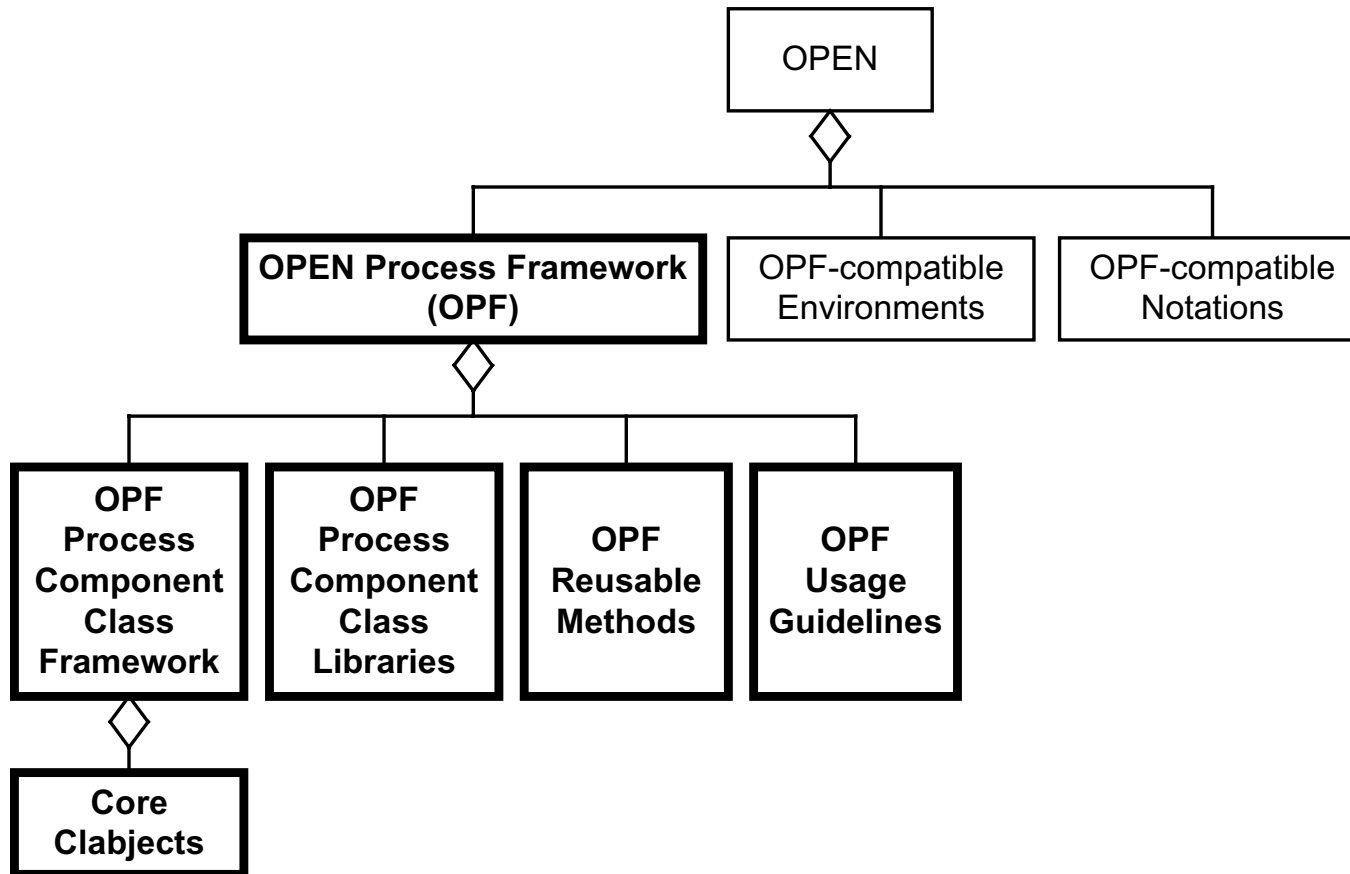 OPEN
OPEN Process Framework
(OPF)
OPF-compatible
Environments
OPF-compatible
Notations
OPF
Process
Component
Class
Framework
OPF
Process
Component
Class
Libraries
OPF
Reusable
Methods
OPF
Usage
Guidelines
Core
Clabjects